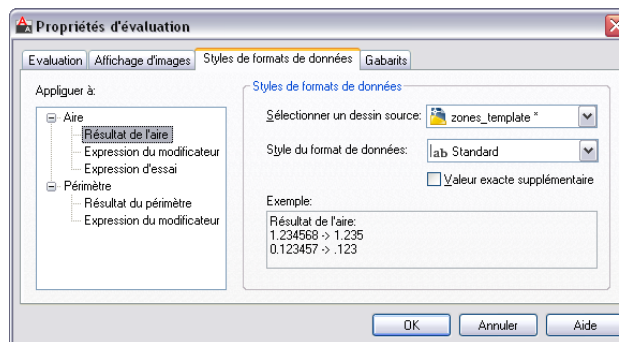 Propriétés d'évaluation
Evaluation Affichage d'images Styles de formats de données Gabarits
Appliquer à:
Aire
Résultat de l'aire
Expression du modificateur
Expression d'essai
Périmètre
Résultat du périmètre
Expression du modificateur
Styles de formats de données
Sélectionner un dessin source: zones_template *
Style du format de données: ab Standard
Valeur exacte supplémentaire
Exemple:
Résultat de l'aire:
1.234568 -> 1.235
0.123457 -> .123
OK Annuler Aide